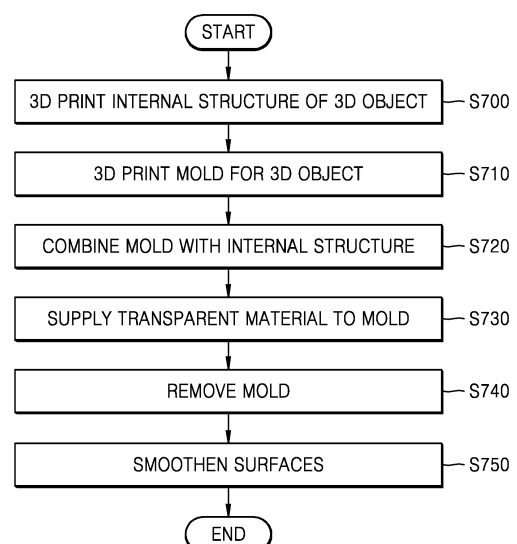 START
3D PRINT INTERNAL STRUCTURE OF 3D OBJECT S700
3D PRINT MOLD FOR 3D OBJECT S710
COMBINE MOLD WITH INTERNAL STRUCTURE S720
SUPPLY TRANSPARENT MATERIAL TO MOLD S730
REMOVE MOLD S740
SMOOTHEN SURFACES S750
END